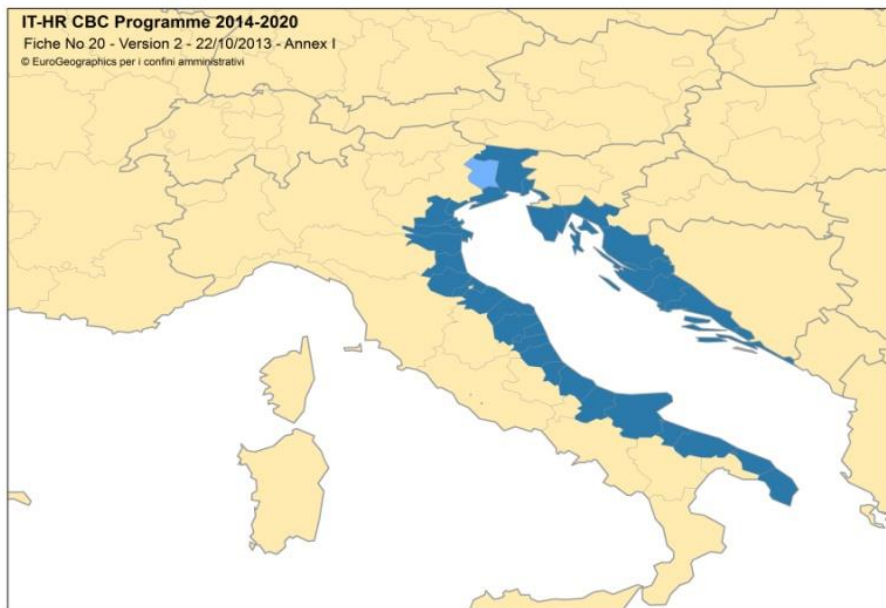 IT-HR CBC Programme 2014-2020
Fiche No 20 - Version 2 - 22/10/2013 - Annex I
© EuroGeographics per i confini amministrativi